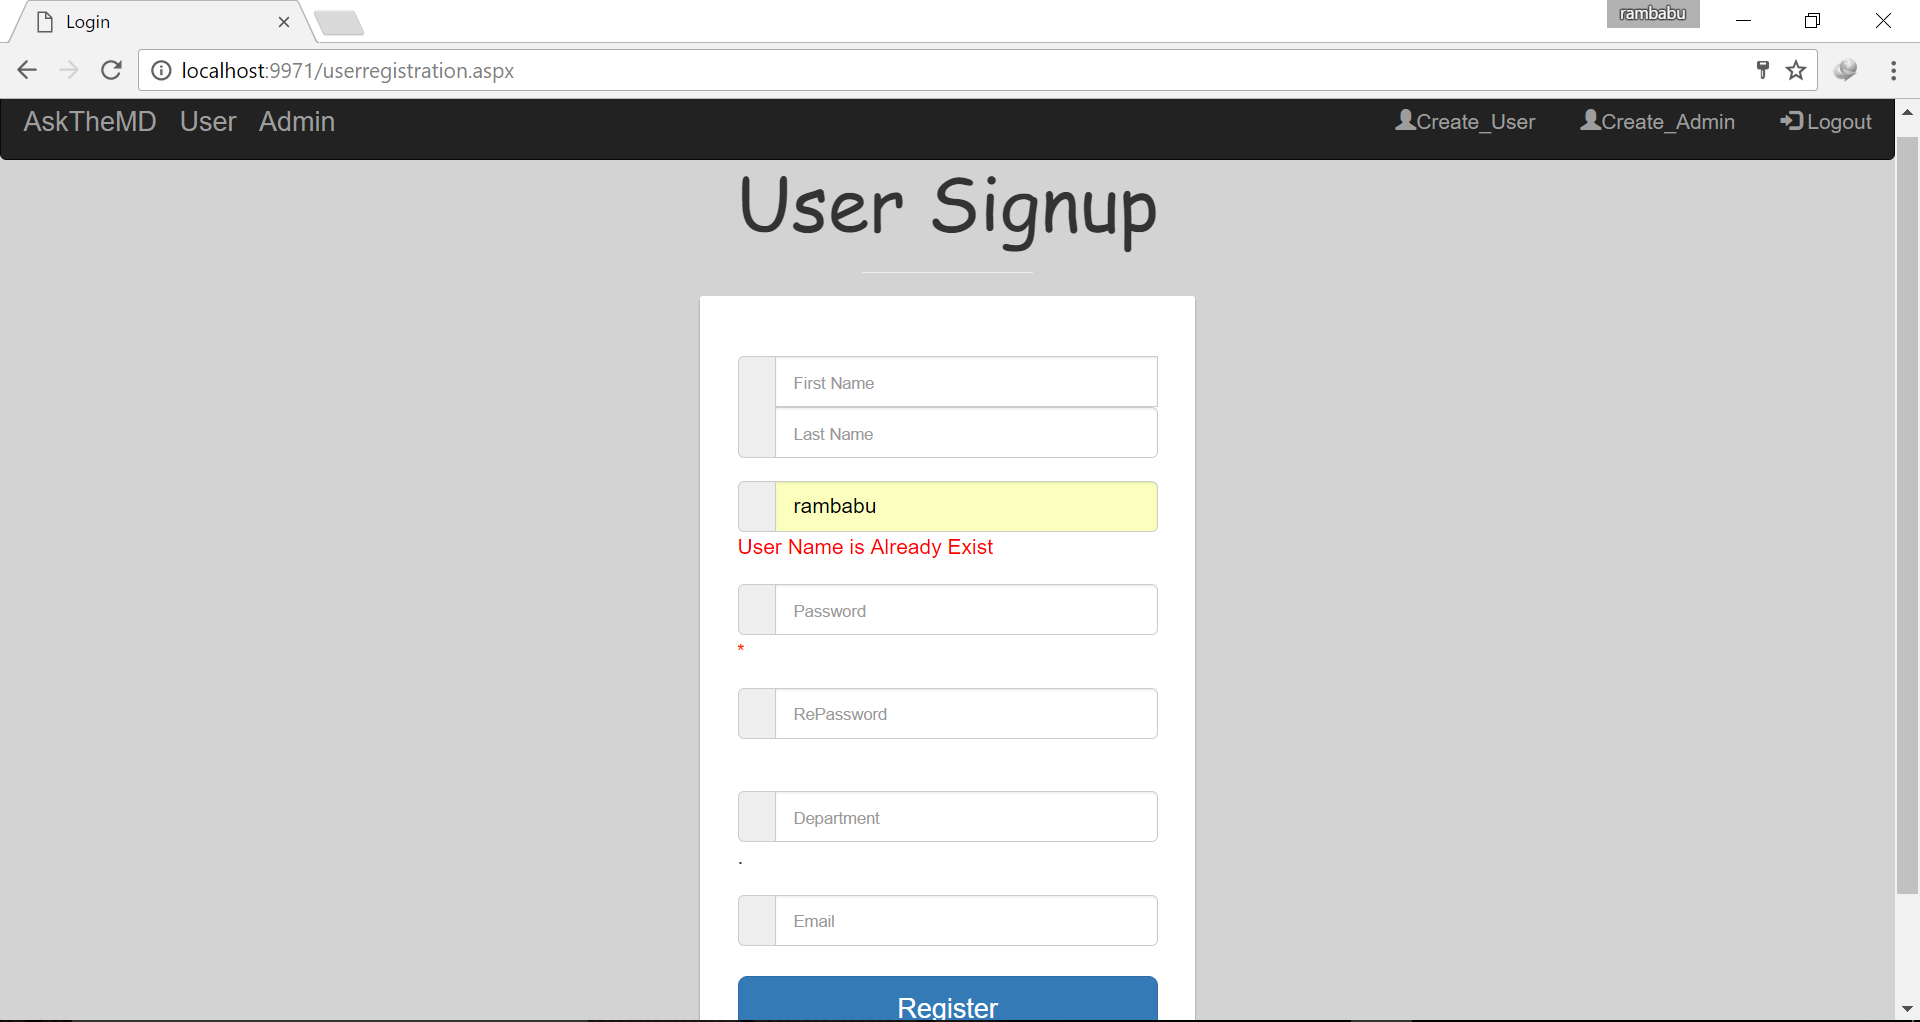 Login
rambabu
localhost:9971/userregistration.aspx
AskTheMD User Admin Create_User Create_Admin Logout
User Signup
First Name
Last Name
rambabu
User Name is Already Exist
Password
*
RePassword
Department
.
Email
Register